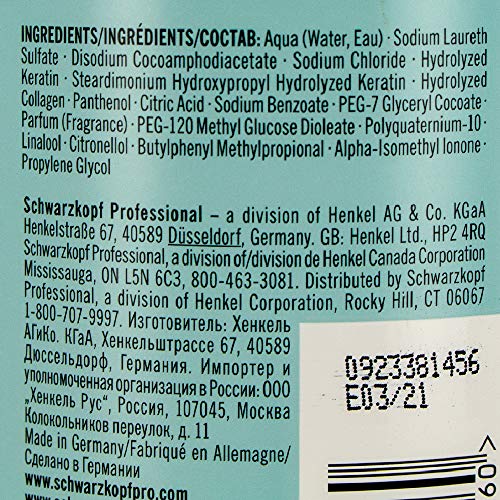 INGREDIENTS/INGRÉDIENTS/СОСТАВ: Aqua (Water, Eau) · Sodium Laureth
Sulfate · Disodium Cocoamphodiacetate · Sodium Chloride · Hydrolyzed
Keratin · Steardimonium Hydroxypropyl Hydrolyzed Keratin · Hydrolyzed
Collagen · Panthenol · Citric Acid · Sodium Benzoate · PEG-7 Glyceryl Cocoate ·
Parfum (Fragrance) · PEG-120 Methyl Glucose Dioleate · Polyquaternium-10 ·
Linalool · Citronellol · Butylphenyl Methylpropional · Alpha-Isomethyl Ionone ·
Propylene Glycol
Schwarzkopf Professional – a division of Henkel AG & Co. KGaA
Henkelstraße 67, 40589 Düsseldorf, Germany. GB: Henkel Ltd., HP2 4RQ
Schwarzkopf Professional, a division of/division de Henkel Canada Corporation
Mississauga, ON L5N 6C3, 800-463-3081. Distributed by Schwarzkopf
Professional, a division of Henkel Corporation, Rocky Hill, CT 06067
1-800-707-9997. Изготовитель: Хенкель
АГиКо. КГаА, Хенкельштрассе 67, 40589
Дюссельдорф, Германия. Импортер и
уполномоченная организация в России: ООО
„Хенкель Рус", Россия, 107045, Москва
Колокольников переулок, д. 11
Made in Germany/Fabriqué en Allemagne/
Сделано в Германии
www.schwarzkopfpro.com
0923381456
E03/21